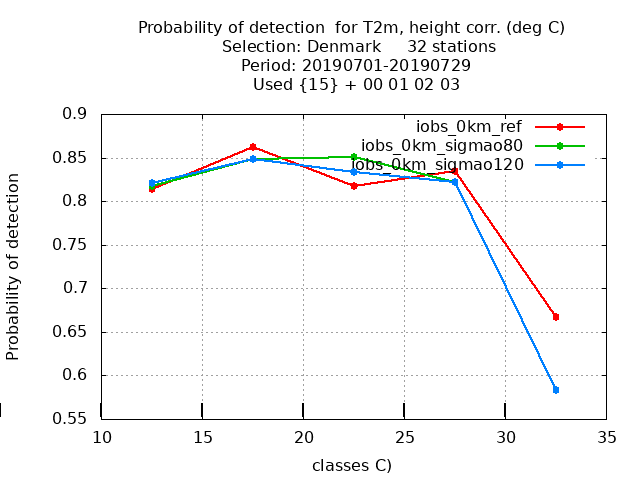 Probability of detection  for T2m, height corr. (deg C)
Selection: Denmark     32 stations
Period: 20190701-20190729
Used {15} + 00 01 02 03
iobs_0km_ref
iobs_0km_sigmao80
iobs_0km_sigmao120
0.9
0.85
0.8
0.75
0.7
0.65
0.6
0.55
Probability of detection
10 15 20 25 30 35
classes C)